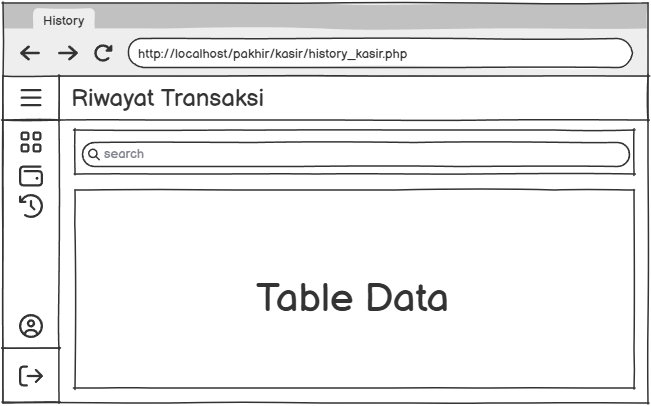 History
http://localhost/pakhir/kasir/history_kasir.php
Riwayat Transaksi
search
Table Data